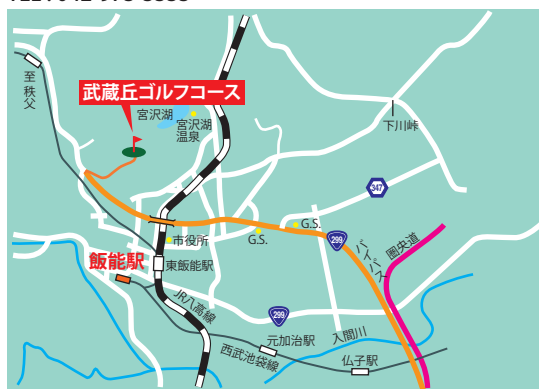 至秩父
武蔵丘ゴルフコース
宮沢湖
宮沢湖
温泉
下川峠
347
G.S.
G.S.
市役所
299
バイパス
圏央道
飯能駅
東飯能駅
JR八高線
299
元加治駅
入間川
西武池袋線
仏子駅